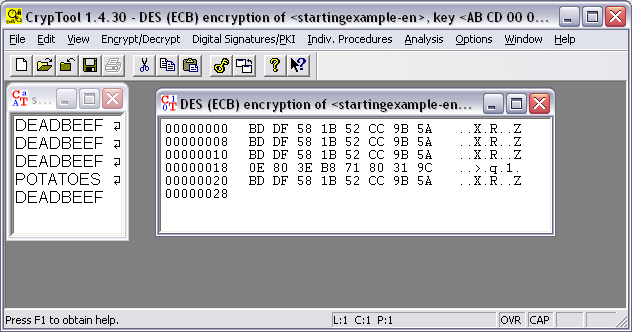 CrypTool 1.4.30 - DES (ECB) encryption of <startingexample-en>, key <AB CD 00 0...
File Edit View Encrypt/Decrypt Digital Signatures/PKI Indiv. Procedures Analysis Options Window Help
s...
DEADBEEF
DEADBEEF
DEADBEEF
POTATOES
DEADBEEF
DES (ECB) encryption of <startingexample-en...
00000000 BD DF 58 1B 52 CC 9B 5A Y..X.R..Z
00000008 BD DF 58 1B 52 CC 9B 5A ..X.R..Z
00000010 BD DF 58 1B 52 CC 9B 5A ..X.R..Z
00000018 0E 80 3E B8 71 80 31 9C ..>.q.1.
00000020 BD DF 58 1B 52 CC 9B 5A ..X.R..Z
00000028
Press F1 to obtain help.
L:1 C:1 P:1
OVR CAP